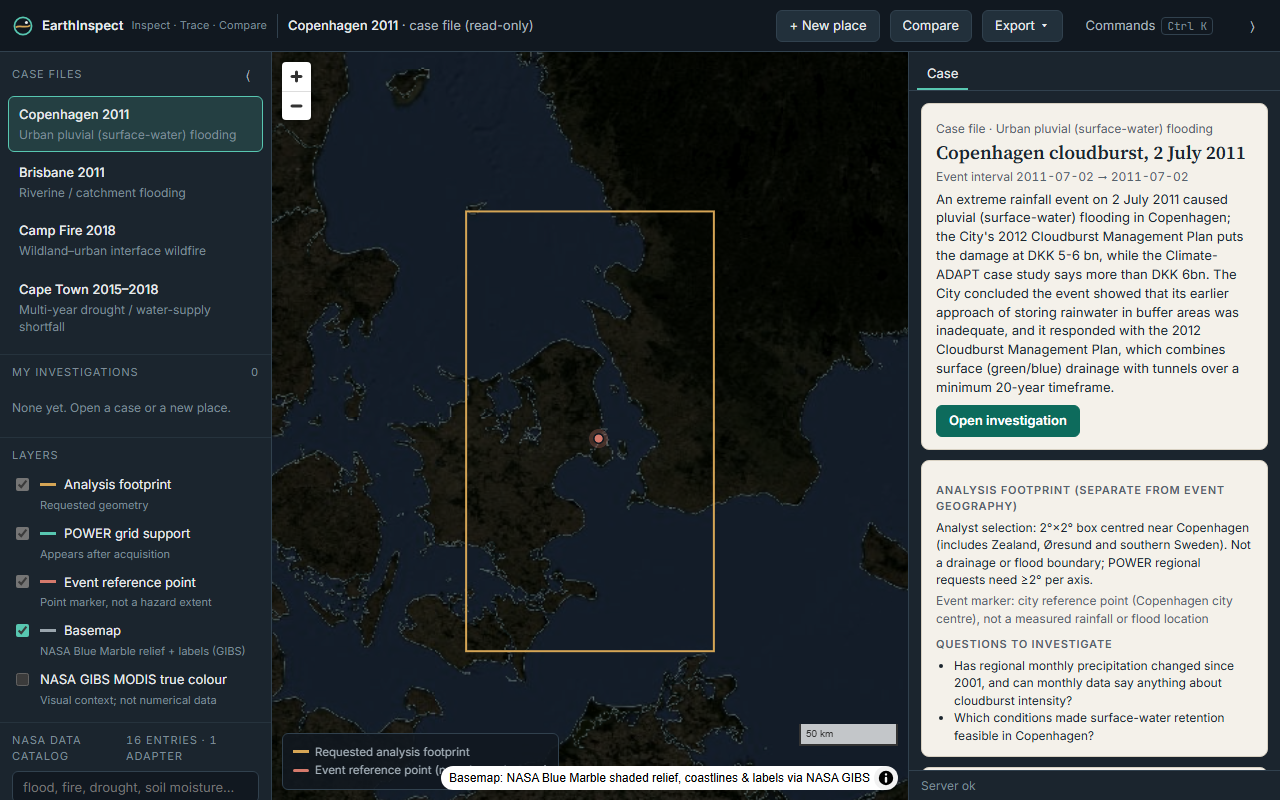 EarthInspect Inspect · Trace · Compare Copenhagen 2011 · case file (read-only) + New place Compare Export Commands Ctrl K
CASE FILES
Copenhagen 2011
Urban pluvial (surface-water) flooding
Brisbane 2011
Riverine / catchment flooding
Camp Fire 2018
Wildland–urban interface wildfire
Cape Town 2015–2018
Multi-year drought / water-supply
shortfall
MY INVESTIGATIONS 0
None yet. Open a case or a new place.
LAYERS
Analysis footprint
Requested geometry
POWER grid support
Appears after acquisition
Event reference point
Point marker, not a hazard extent
Basemap
NASA Blue Marble relief + labels (GIBS)
NASA GIBS MODIS true colour
Visual context; not numerical data
NASA DATA CATALOG 16 ENTRIES · 1 ADAPTER
flood, fire, drought, soil moisture...
+
−
50 km
Requested analysis footprint
Event reference point
Basemap: NASA Blue Marble shaded relief, coastlines & labels via NASA GIBS
Case
Case file · Urban pluvial (surface-water) flooding
Copenhagen cloudburst, 2 July 2011
Event interval 2011-07-02 → 2011-07-02
An extreme rainfall event on 2 July 2011 caused
pluvial (surface-water) flooding in Copenhagen;
the City's 2012 Cloudburst Management Plan puts
the damage at DKK 5-6 bn, while the Climate-
ADAPT case study says more than DKK 6bn. The
City concluded the event showed that its earlier
approach of storing rainwater in buffer areas was
inadequate, and it responded with the 2012
Cloudburst Management Plan, which combines
surface (green/blue) drainage with tunnels over a
minimum 20-year timeframe.
Open investigation
ANALYSIS FOOTPRINT (SEPARATE FROM EVENT
GEOGRAPHY)
Analyst selection: 2°×2° box centred near Copenhagen
(includes Zealand, Øresund and southern Sweden). Not
a drainage or flood boundary; POWER regional
requests need ≥2° per axis.
Event marker: city reference point (Copenhagen city
centre), not a measured rainfall or flood location
QUESTIONS TO INVESTIGATE
• Has regional monthly precipitation changed since
2001, and can monthly data say anything about
cloudburst intensity?
• Which conditions made surface-water retention
feasible in Copenhagen?
Server ok